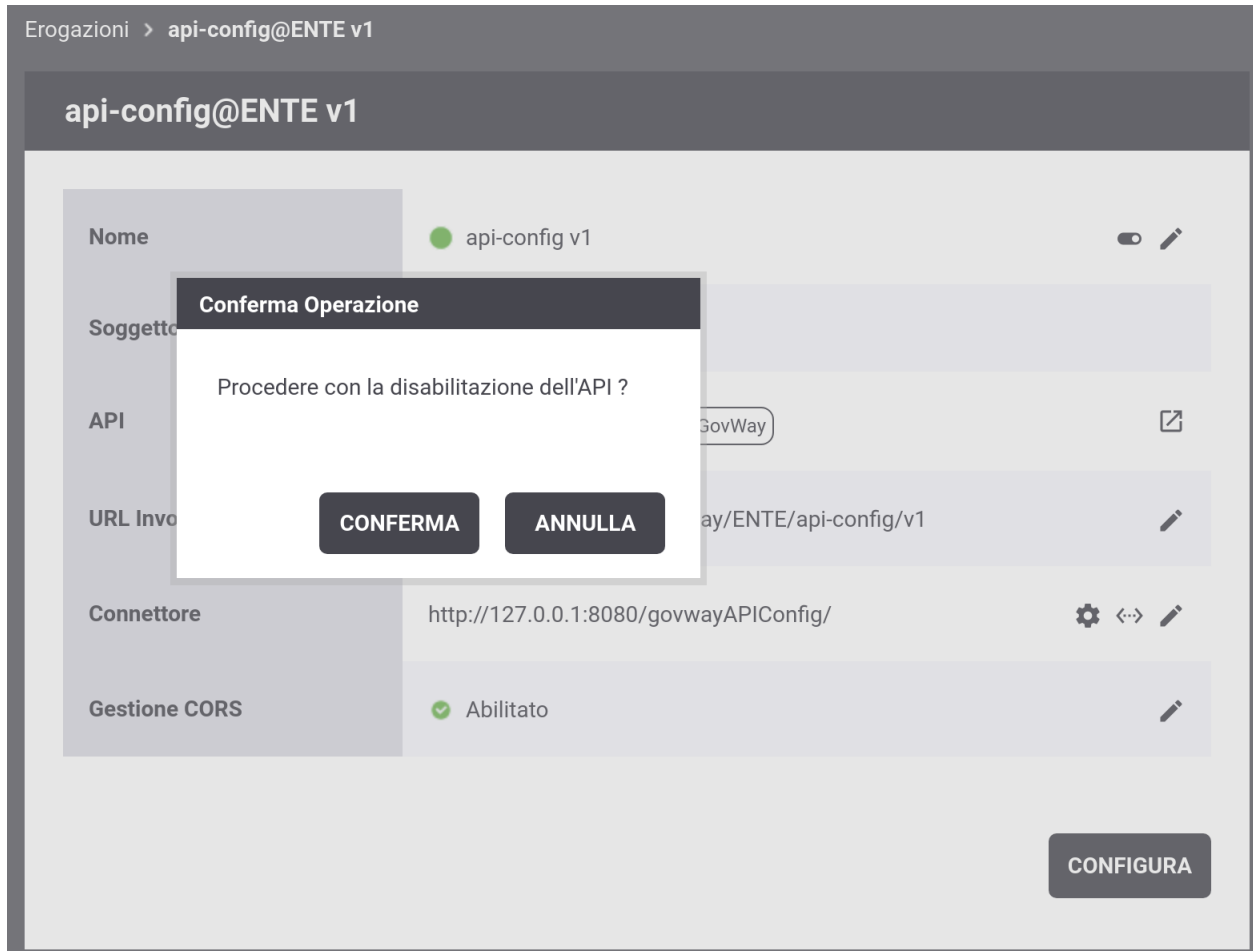 Erogazioni > api-config@ENTE v1
api-config@ENTE v1
Nome
api-config v1
Conferma Operazione
Soggetto
Procedere con la disabilitazione dell'API ?
API
GovWay
URL Invo
CONFERMA
ANNULLA
ay/ENTE/api-config/v1
Connettore
http://127.0.0.1:8080/govwayAPIConfig/
Gestione CORS
Abilitato
CONFIGURA